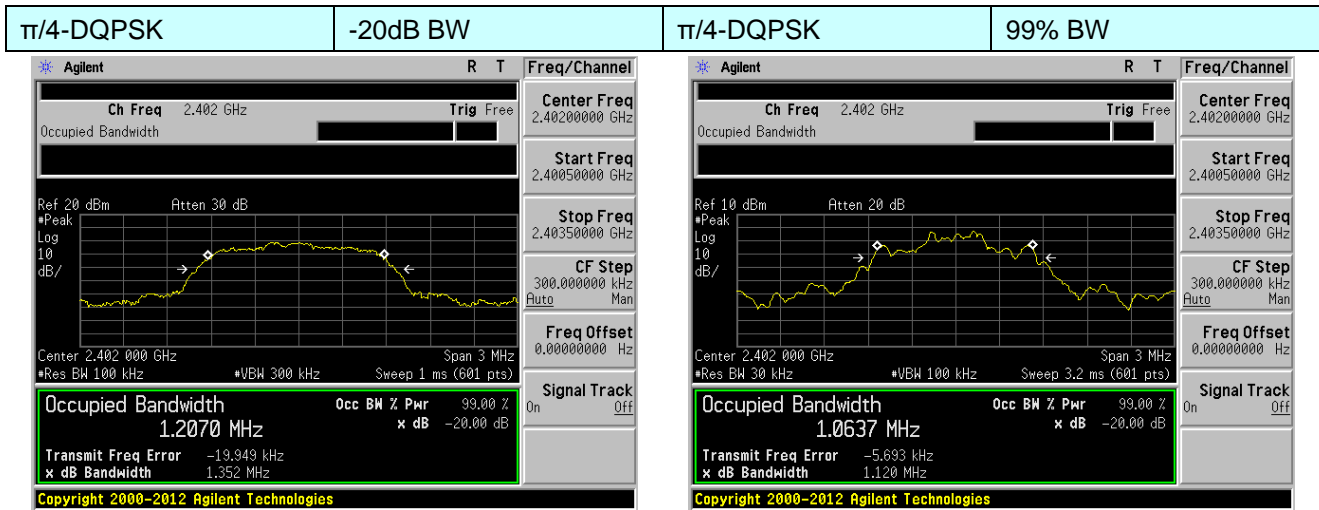 π/4-DQPSK -20dB BW π/4-DQPSK 99% BW
Agilent R T Freq/Channel
Ch Freq 2.402 GHz Trig Free
Occupied Bandwidth
Center Freq
2.40200000 GHz
Start Freq
2.40050000 GHz
Stop Freq
2.40350000 GHz
CF Step
300.000000 kHz
Auto Man
Freq Offset
0.00000000 Hz
Signal Track
On Off
Ref 20 dBm Atten 30 dB
#Peak
Log
10
dB/
Center 2.402 000 GHz Span 3 MHz
#Res BW 100 kHz #VBW 300 kHz Sweep 1 ms (601 pts)
Occupied Bandwidth Occ BW % Pwr 99.00 %
1.2070 MHz x dB -20.00 dB
Transmit Freq Error -19.949 kHz
x dB Bandwidth 1.352 MHz
Copyright 2000-2012 Agilent Technologies
Agilent R T Freq/Channel
Ch Freq 2.402 GHz Trig Free
Occupied Bandwidth
Center Freq
2.40200000 GHz
Start Freq
2.40050000 GHz
Stop Freq
2.40350000 GHz
CF Step
300.000000 kHz
Auto Man
Freq Offset
0.00000000 Hz
Signal Track
On Off
Ref 10 dBm Atten 20 dB
#Peak
Log
10
dB/
Center 2.402 000 GHz Span 3 MHz
#Res BW 30 kHz #VBW 100 kHz Sweep 3.2 ms (601 pts)
Occupied Bandwidth Occ BW % Pwr 99.00 %
1.0637 MHz x dB -20.00 dB
Transmit Freq Error -5.693 kHz
x dB Bandwidth 1.120 MHz
Copyright 2000-2012 Agilent Technologies